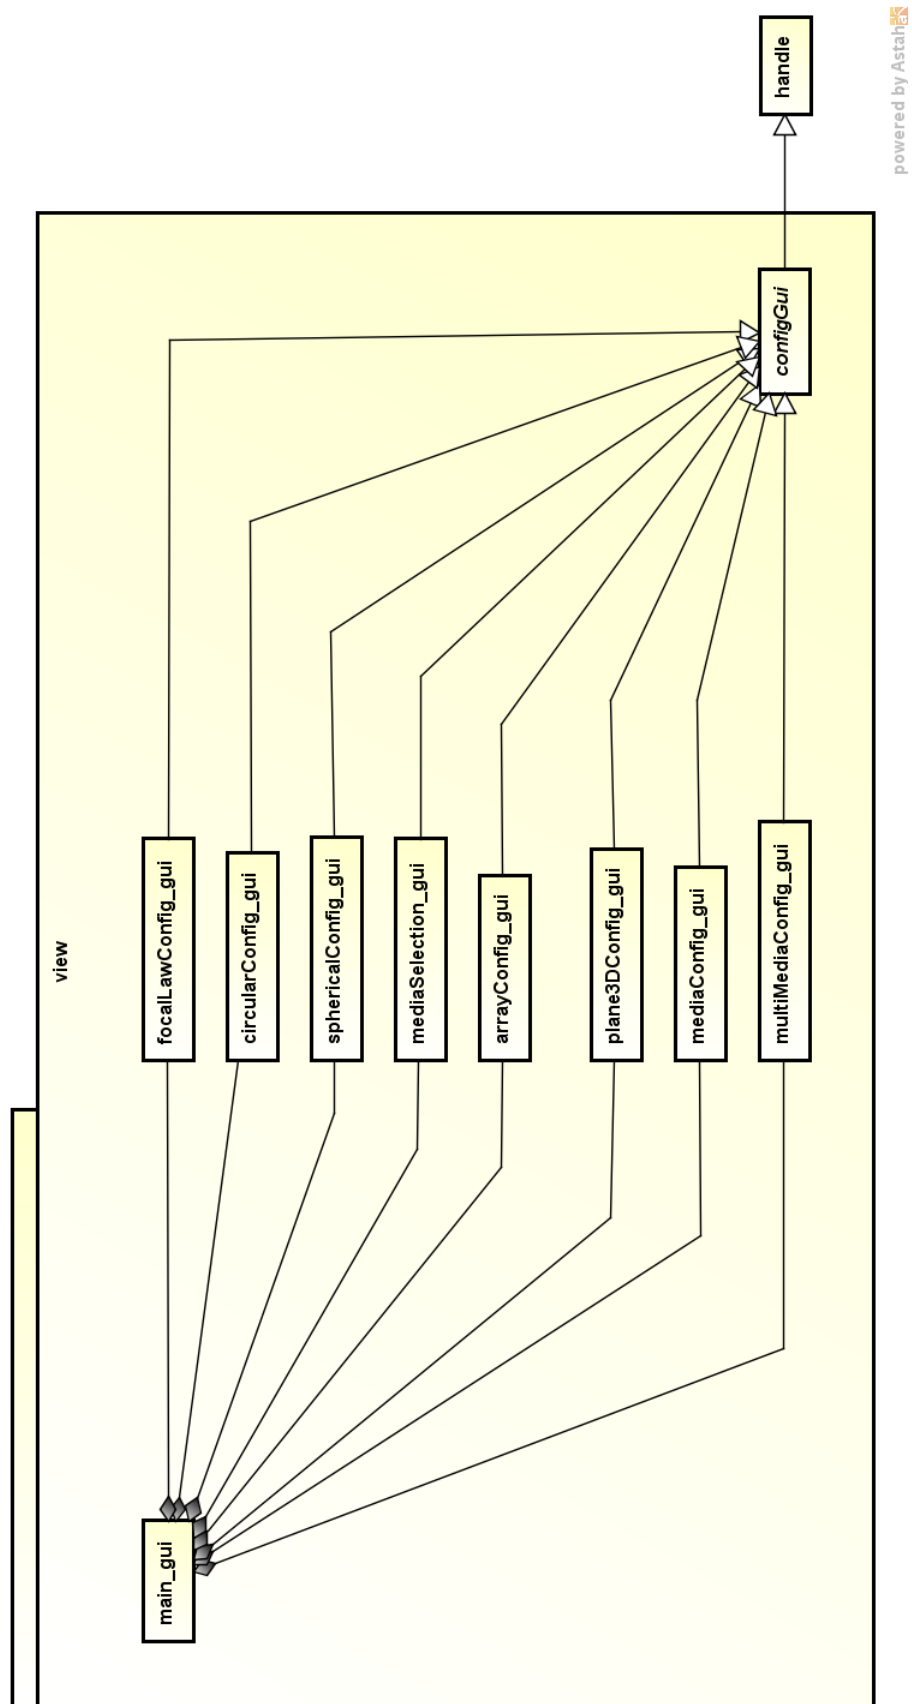 view
main_gui
focalLawConfig_gui
circularConfig_gui
sphericalConfig_gui
mediaSelection_gui
arrayConfig_gui
plane3DConfig_gui
mediaConfig_gui
multiMediaConfig_gui
configGui
handle
powered by Astah